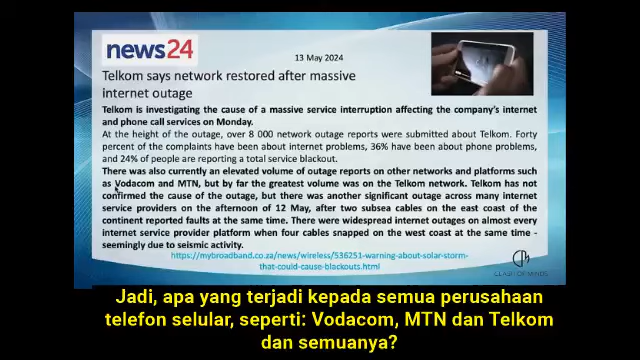 news24
13 May 2024
Telkom says network restored after massive
internet outage
Telkom is investigating the cause of a massive service interruption affecting the company's internet
and phone call services on Monday.
At the height of the outage, over 8 000 network outage reports were submitted about Telkom. Forty
percent of the complaints have been about internet problems, 36% have been about phone problems,
and 24% of people are reporting a total service blackout.
There was also currently an elevated volume of outage reports on other networks and platforms such
as Vodacom and MTN, but by far the greatest volume was on the Telkom network. Telkom has not
confirmed the cause of the outage, but there was another significant outage across many internet
service providers on the afternoon of 12 May, after two subsea cables on the east coast of the
continent reported faults at the same time. There were widespread internet outages on almost every
internet service provider platform when four cables snapped on the west coast at the same time -
seemingly due to seismic activity.
https://mybroadband.co.za/news/wireless/536251-warning-about-solar-storm-
that-could-cause-blackouts.html
CLASH OF MINDS
Jadi, apa yang terjadi kepada semua perusahaan
telefon selular, seperti: Vodacom, MTN dan Telkom
dan semuanya?